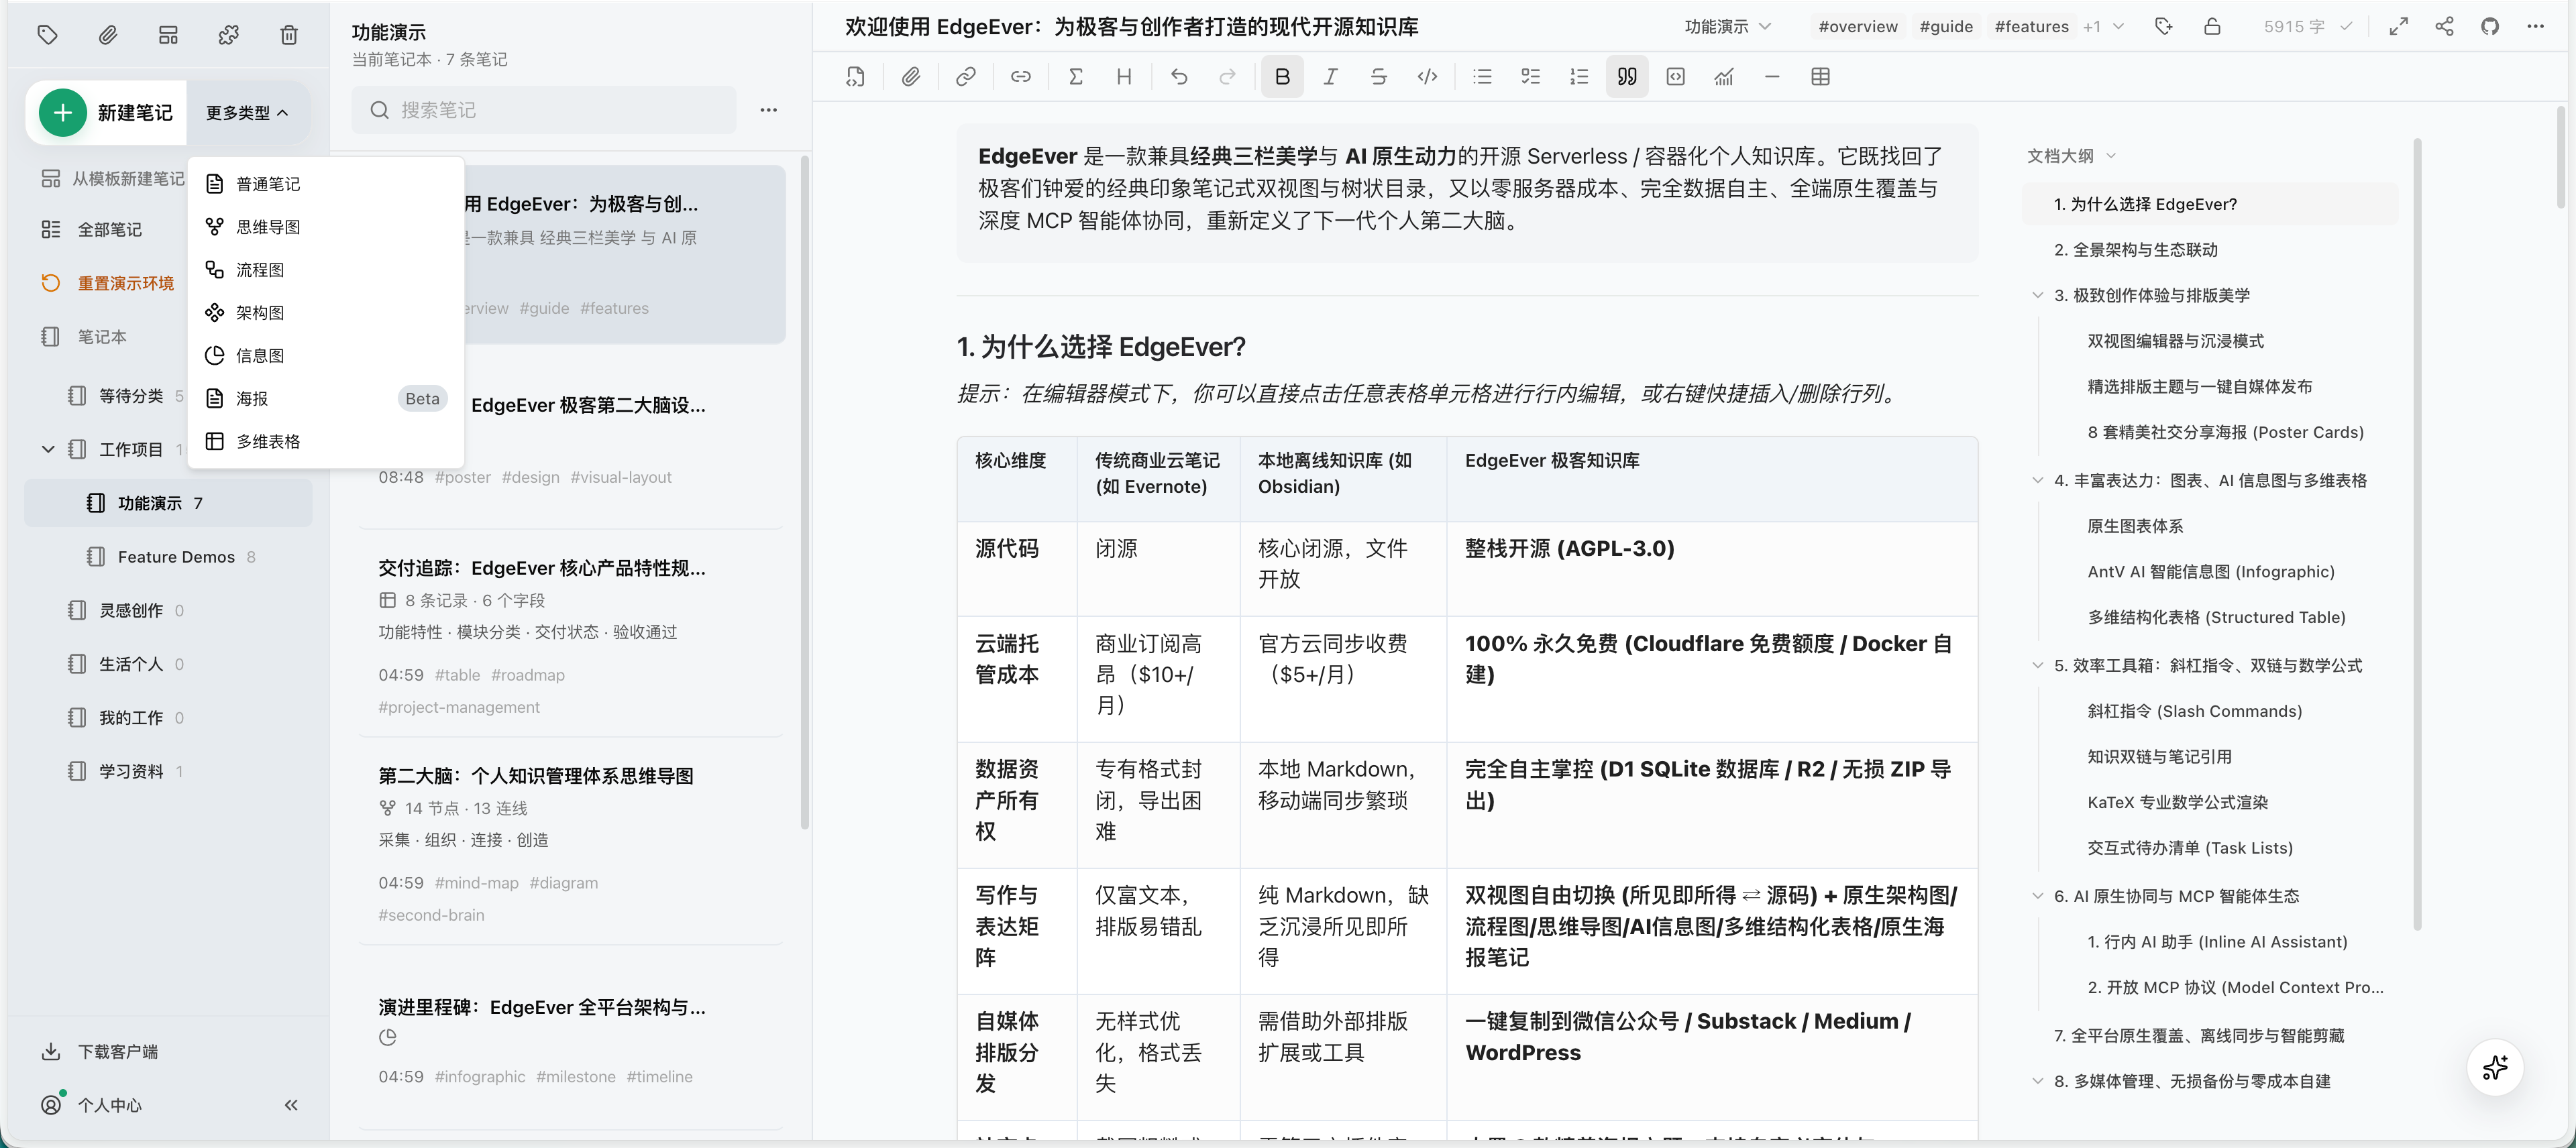 新建笔记
更多类型
从模板新建笔记
全部笔记
重置演示环境
笔记本
等待分类 5
工作项目
功能演示 7
Feature Demos 8
灵感创作 0
生活个人 0
我的工作 0
学习资料 1
下载客户端
个人中心
普通笔记
思维导图
流程图
架构图
信息图
海报 Beta
多维表格
功能演示
当前笔记本 · 7 条笔记
搜索笔记
用 EdgeEver：为极客与创...
是一款兼具 经典三栏美学 与 AI 原
#guide #features
EdgeEver 极客第二大脑设...
08:48 #poster #design #visual-layout
交付追踪：EdgeEver 核心产品特性规...
8 条记录 · 6 个字段
功能特性 · 模块分类 · 交付状态 · 验收通过
04:59 #table #roadmap
#project-management
第二大脑：个人知识管理体系思维导图
14 节点 · 13 连线
采集 · 组织 · 连接 · 创造
04:59 #mind-map #diagram
#second-brain
演进里程碑：EdgeEver 全平台架构与...
04:59 #infographic #milestone #timeline
欢迎使用 EdgeEver：为极客与创作者打造的现代开源知识库
功能演示
#overview #guide #features +1
5915 字
EdgeEver 是一款兼具经典三栏美学与 AI 原生动力的开源 Serverless / 容器化个人知识库。它既找回了
极客们钟爱的经典印象笔记式双视图与树状目录，又以零服务器成本、完全数据自主、全端原生覆盖与
深度 MCP 智能体协同，重新定义了下一代个人第二大脑。
1. 为什么选择 EdgeEver?
提示：在编辑器模式下，你可以直接点击任意表格单元格进行行内编辑，或右键快捷插入/删除行列。
核心维度
传统商业云笔记
(如 Evernote)
本地离线知识库 (如
Obsidian)
EdgeEver 极客知识库
源代码
闭源
核心闭源，文件
开放
整栈开源 (AGPL-3.0)
云端托
管成本
商业订阅高
昂（$10+/
月）
官方云同步收费
（$5+/月）
100% 永久免费 (Cloudflare 免费额度 / Docker 自
建)
数据资
产所有
权
专有格式封
闭，导出困
难
本地 Markdown，
移动端同步繁琐
完全自主掌控 (D1 SQLite 数据库 / R2 / 无损 ZIP 导
出)
写作与
表达矩
阵
仅富文本，
排版易错乱
纯 Markdown，缺
乏沉浸所见即所
得
双视图自由切换 (所见即所得 ⇌ 源码) + 原生架构图/
流程图/思维导图/AI信息图/多维结构化表格/原生海
报笔记
自媒体
排版分
发
无样式优
化，格式丢
失
需借助外部排版
扩展或工具
一键复制到微信公众号 / Substack / Medium /
WordPress
文档大纲
1. 为什么选择 EdgeEver?
2. 全景架构与生态联动
3. 极致创作体验与排版美学
双视图编辑器与沉浸模式
精选排版主题与一键自媒体发布
8 套精美社交分享海报 (Poster Cards)
4. 丰富表达力：图表、AI 信息图与多维表格
原生图表体系
AntV AI 智能信息图 (Infographic)
多维结构化表格 (Structured Table)
5. 效率工具箱：斜杠指令、双链与数学公式
斜杠指令 (Slash Commands)
知识双链与笔记引用
KaTeX 专业数学公式渲染
交互式待办清单 (Task Lists)
6. AI 原生协同与 MCP 智能体生态
1. 行内 AI 助手 (Inline AI Assistant)
2. 开放 MCP 协议 (Model Context Pro...
7. 全平台原生覆盖、离线同步与智能剪藏
8. 多媒体管理、无损备份与零成本自建